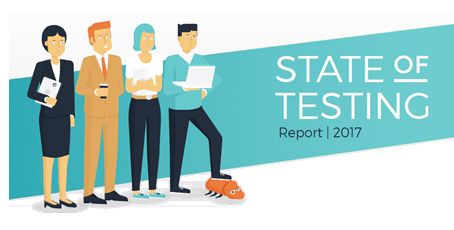 STATE OF
TESTING
Report | 2017